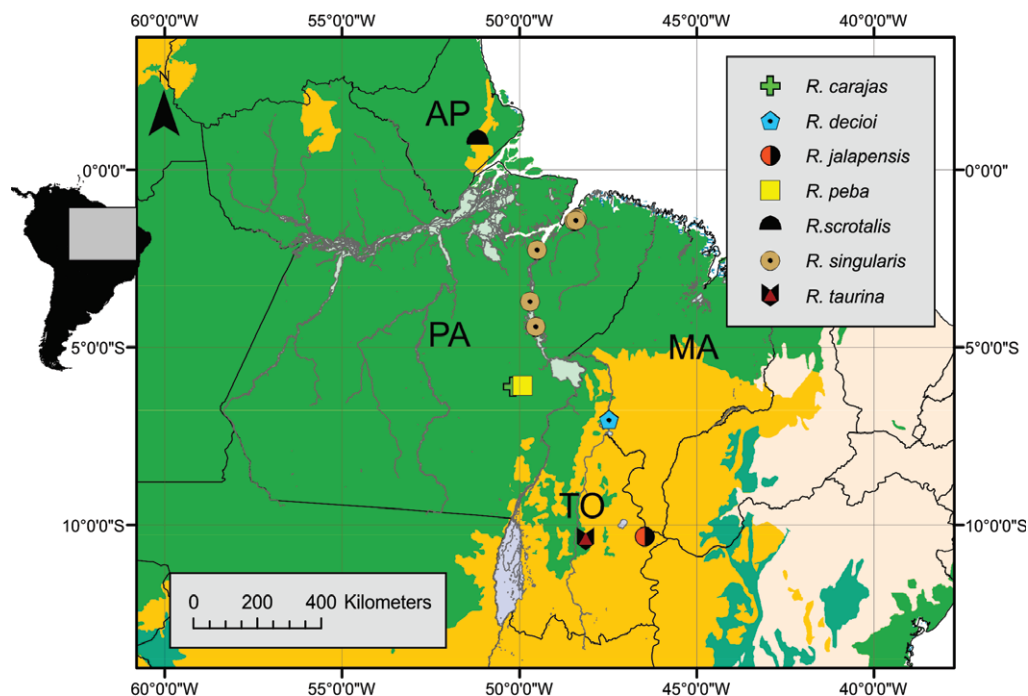 60°0'0"W 55°0'0"W 50°0'0"W 45°0'0"W 40°0'0"W
N
AP
R. carajas
R. decioi
R. jalapensis
R. peba
R.scrotalis
R. singularis
R. taurina
0°0'0" 0°0'0"
PA
MA
5°0'0"S 5°0'0"S
TO
10°0'0"S 10°0'0"S
0 200 400 Kilometers
60°0'0"W 55°0'0"W 50°0'0"W 45°0'0"W 40°0'0"W